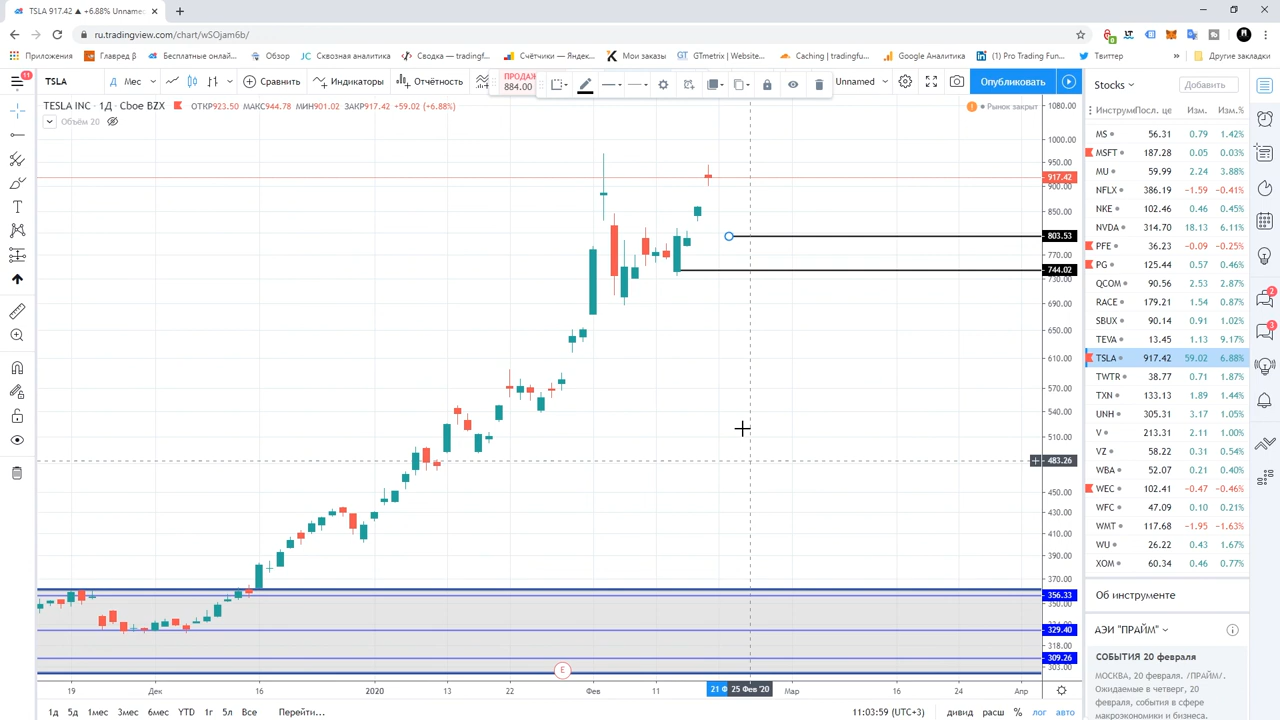 TSLA 917.42 ▲ +6.88% Unnamed
ru.tradingview.com/chart/wSOjam6b/
Приложения
Главред β
Бесплатные онлай...
Обзор
JC Сквозная аналитика
Сводка — tradingf...
Счётчики — Яндек...
Мои заказы
GT GTmetrix | Website...
Caching | tradingfu...
Google Аналитика
(1) Pro Trading Fun...
Твиттер
»
Другие закладки
11
TSLA
Д Мес
Сравнить
Индикаторы
Отчётность
ПРОДАЖ
884.00
Unnamed
Опубликовать
TESLA INC · 1Д · Cboe BZX
ОТКР923.50 МАКС944.78 МИН901.02 ЗАКР917.42 +59.02 (+6.88%)
Объём 20
Рынок закрыт
1080.00
1000.00
950.00
917.42
900.00
850.00
803.53
770.00
744.02
730.00
690.00
650.00
610.00
570.00
540.00
510.00
483.26
450.00
430.00
410.00
390.00
370.00
356.33
350.00
329.40
318.00
309.26
303.00
E
19
Дек
16
2020
13
22
Фев
11
21 Ф
25 Фев '20
Мар
16
24
Апр
1д 5д 1мес 3мес 6мес YTD 1г 5л Все Перейти...
11:03:59 (UTC+3)
дивид расш % лог авто
Stocks
Добавить
Инструм Посл. це Изм. Изм.%
MS 56.31 0.79 1.42%
MSFT 187.28 0.05 0.03%
MU 59.99 2.24 3.88%
NFLX 386.19 −1.59 −0.41%
NKE 102.46 0.46 0.45%
NVDA 314.70 18.13 6.11%
PFE 36.23 −0.09 −0.25%
PG 125.44 0.57 0.46%
QCOM 90.56 2.53 2.87%
RACE 179.21 1.54 0.87%
SBUX 90.14 0.91 1.02%
TEVA 13.45 1.13 9.17%
TSLA 917.42 59.02 6.88%
TWTR 38.77 0.71 1.87%
TXN 133.13 1.89 1.44%
UNH 305.31 3.17 1.05%
V 213.31 2.11 1.00%
VZ 58.22 0.31 0.54%
WBA 52.07 0.21 0.40%
WEC 102.41 −0.47 −0.46%
WFC 47.09 0.10 0.21%
WMT 117.68 −1.95 −1.63%
WU 26.22 0.43 1.67%
XOM 60.34 0.46 0.77%
Об инструменте
АЭИ "ПРАЙМ"
СОБЫТИЯ 20 февраля
МОСКВА, 20 февраля. /ПРАЙМ/.
Ожидаемые в четверг, 20
февраля, события в сфере
макроэкономики и бизнеса.
2
3